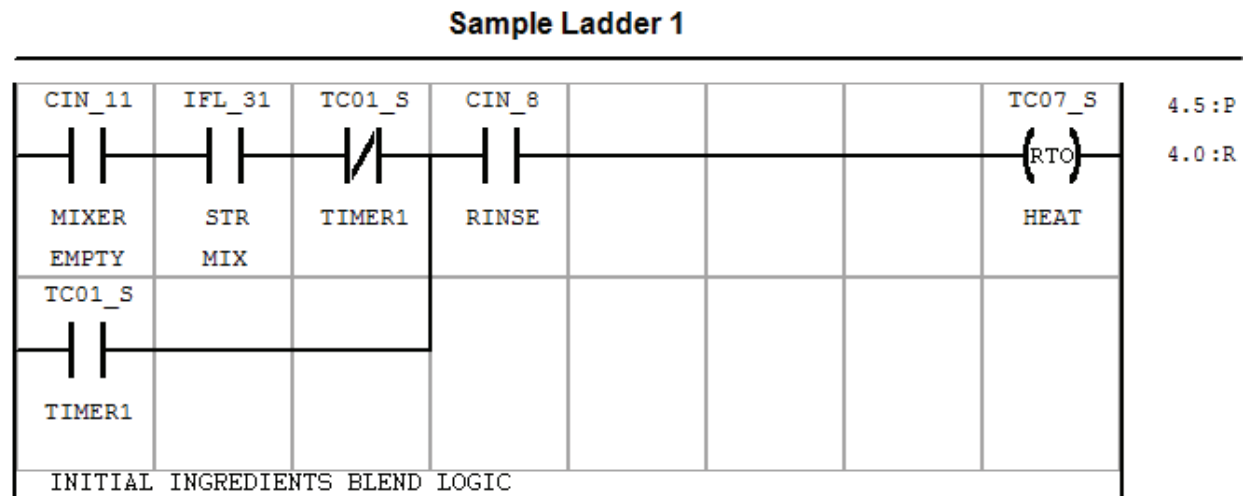 Sample Ladder 1
CIN_11 IFL_31 TC01_S CIN_8 TC07_S 4.5:P
RTO 4.0:R
MIXER STR TIMER1 RINSE HEAT
EMPTY MIX
TC01_S
TIMER1
INITIAL INGREDIENTS BLEND LOGIC